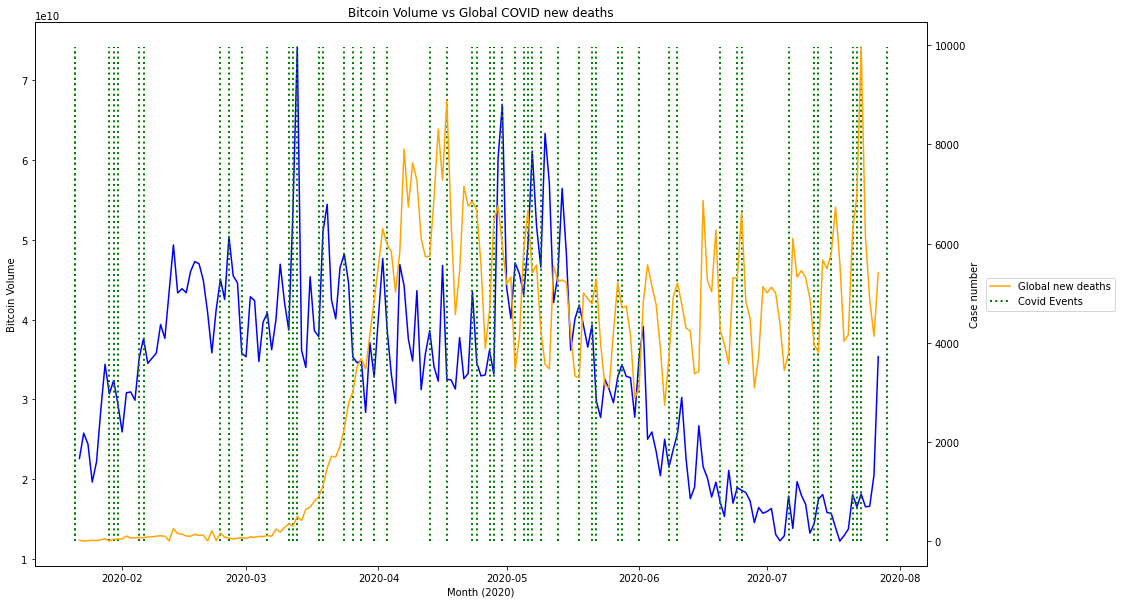 Bitcoin Volume vs Global COVID new deaths
1e10
7
6
5
4
3
2
1
Bitcoin Volume
10000
8000
6000
4000
2000
0
Case number
Global new deaths
Covid Events
2020-02
2020-03
2020-04
2020-05
2020-06
2020-07
2020-08
Month (2020)